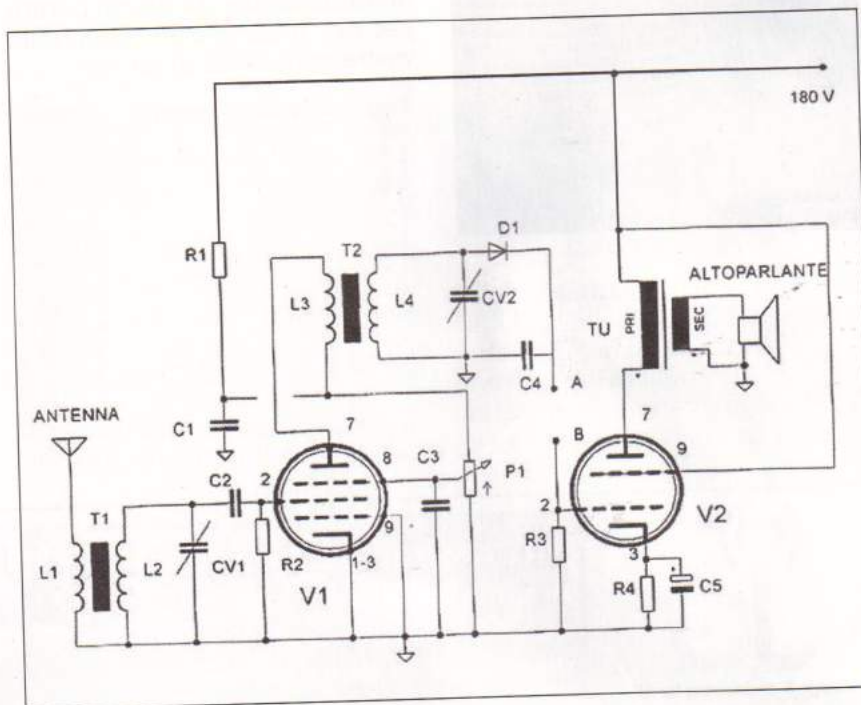 180 V
D1
R1
T2
ALTOPARLANTE
L3
L4
CV2
TU
PRI
SEC
C4
A
ANTENNA
C1
7
7
B
8
C3
P1
9
C2
2
2
V2
T1
9
R3
3
L1
L2
CV1
R2
1-3
R4
C5
V1